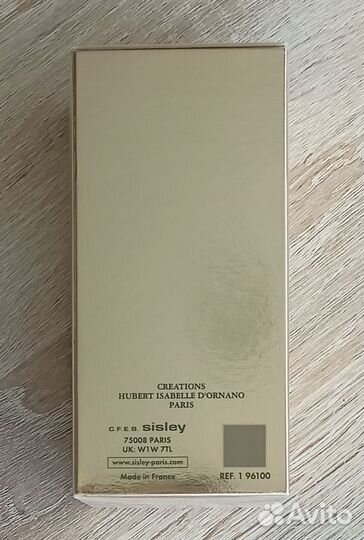 CREATIONS
HUBERT ISABELLE D'ORNANO
PARIS
C.F.E.B. sisley
75008 PARIS
UK: W1W 7TL
www.sisley-paris.com
Made in France
REF. 1 96100
Avito